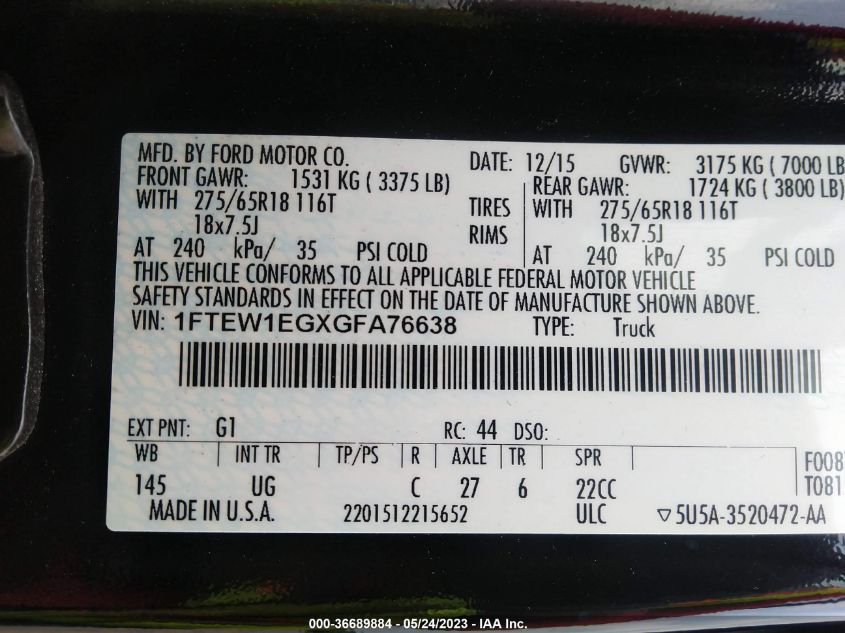 MFD. BY FORD MOTOR CO.
DATE: 12/15 GVWR: 3175 KG ( 7000 LB
FRONT GAWR: 1531 KG ( 3375 LB)
REAR GAWR: 1724 KG ( 3800 LB)
WITH 275/65R18 116T TIRES WITH 275/65R18 116T
18x7.5J RIMS 18x7.5J
AT 240 kPa/ 35 PSI COLD AT 240 kPa/ 35 PSI COLD
THIS VEHICLE CONFORMS TO ALL APPLICABLE FEDERAL MOTOR VEHICLE
SAFETY STANDARDS IN EFFECT ON THE DATE OF MANUFACTURE SHOWN ABOVE.
VIN: 1FTEW1EGXGFA76638 TYPE: Truck
EXT PNT: G1 RC: 44 DSO:
WB INT TR TP/PS R AXLE TR SPR F008
145 UG C 27 6 22CC T081
MADE IN U.S.A. 2201512215652 ULC ▽5U5A-3520472-AA
000-36689884 - 05/24/2023 - IAA Inc.